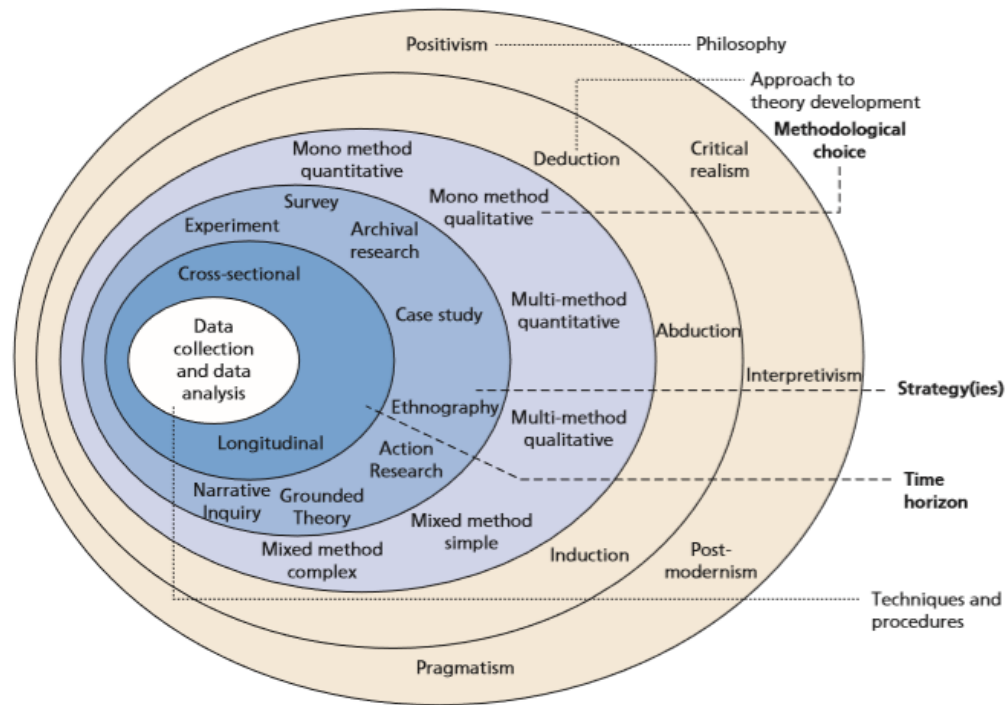 Positivism
Philosophy
Approach to
theory development
Methodological
choice
Critical
realism
Deduction
Mono method
quantitative
Mono method
qualitative
Survey
Experiment
Archival
research
Cross-sectional
Data
collection
and data
analysis
Case study
Multi-method
quantitative
Abduction
Interpretivism
Strategy(ies)
Ethnography
Multi-method
qualitative
Longitudinal
Action
Research
Time
horizon
Narrative
Inquiry
Grounded
Theory
Mixed method
simple
Mixed method
complex
Induction
Post-
modernism
Techniques and
procedures
Pragmatism